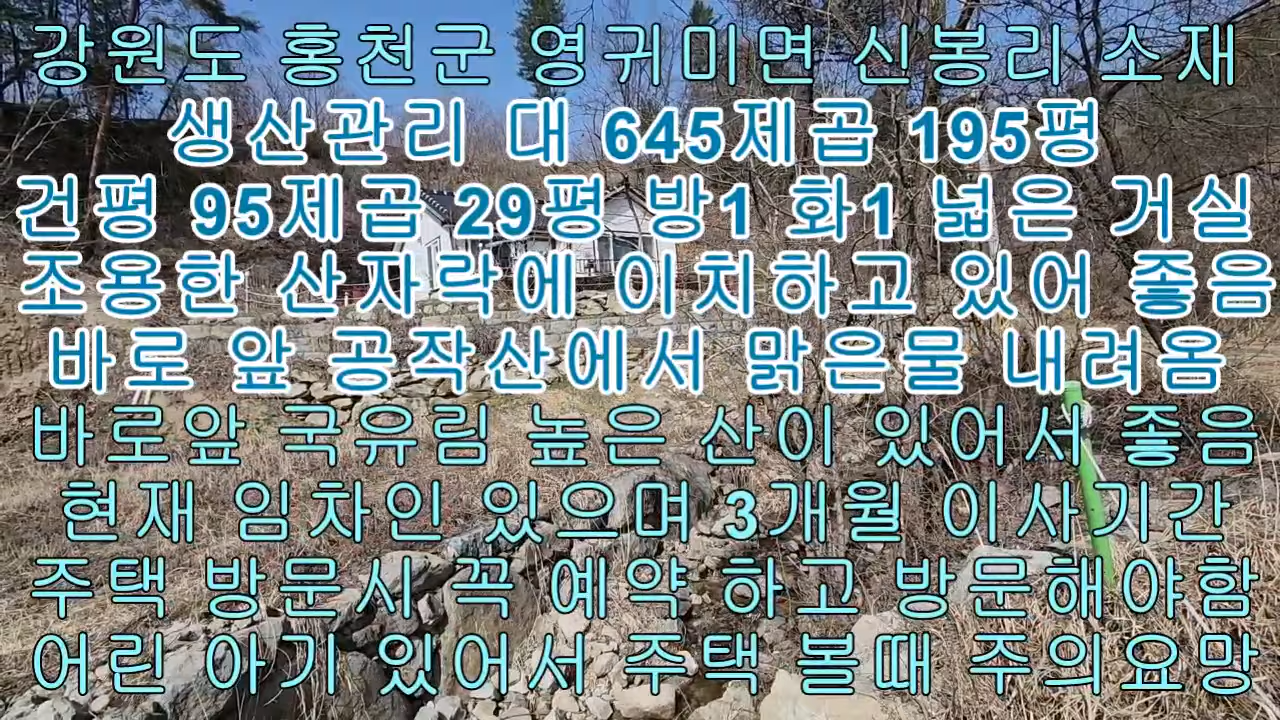 강원도 홍천군 영귀미면 신봉리 소재
생산관리 대 645제곱 195평
건평 95제곱 29평 방1 화1 넓은 거실
조용한 산자락에 이치하고 있어 좋음
바로 앞 공작산에서 맑은물 내려옴
바로앞 국유림 높은 산이 있어서 좋음
현재 임차인 있으며 3개월 이사기간
주택 방문시 꼭 예약 하고 방문해야함
어린 아기 있어서 주택 볼때 주의요망